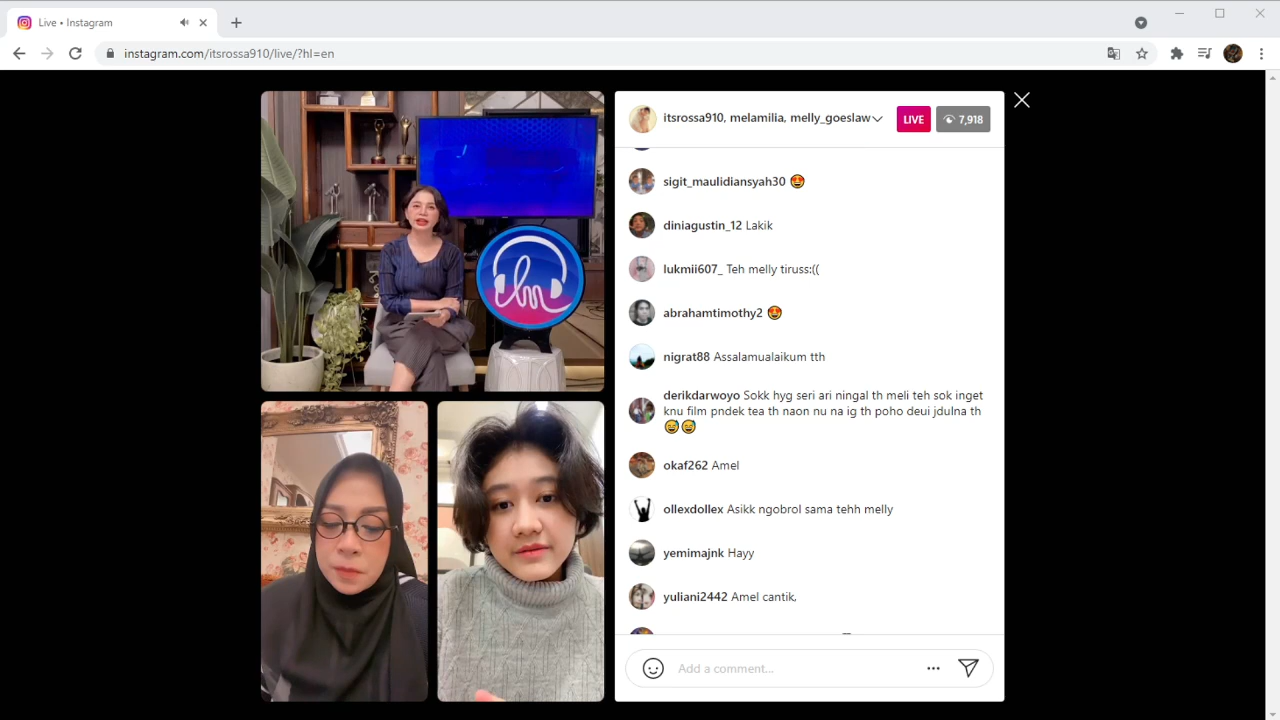 Live • Instagram
instagram.com/itsrossa910/live/?hl=en
itsrossa910, melamilia, melly_goeslaw
LIVE
7,918
sigit_maulidiansyah30 🤩
diniagustin_12 Lakik
lukmii607_ Teh melly tiruss:((
abrahamtimothy2 🤩
nigrat88 Assalamualaikum tth
derikdarwoyo Sokk hyg seri ari ningal th meli teh sok inget
knu film pndek tea th naon nu na ig th poho deui jdulna th
😅😅
okaf262 Amel
ollexdollex Asikk ngobrol sama tehh melly
yemimajnk Hayy
yuliani2442 Amel cantik,
Add a comment...
lm